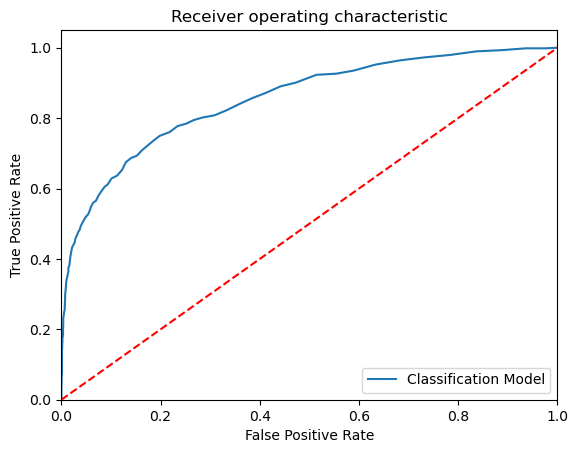 Receiver operating characteristic
1.0
0.8
0.6
0.4
0.2
0.0
True Positive Rate
Classification Model
0.0 0.2 0.4 0.6 0.8 1.0
False Positive Rate